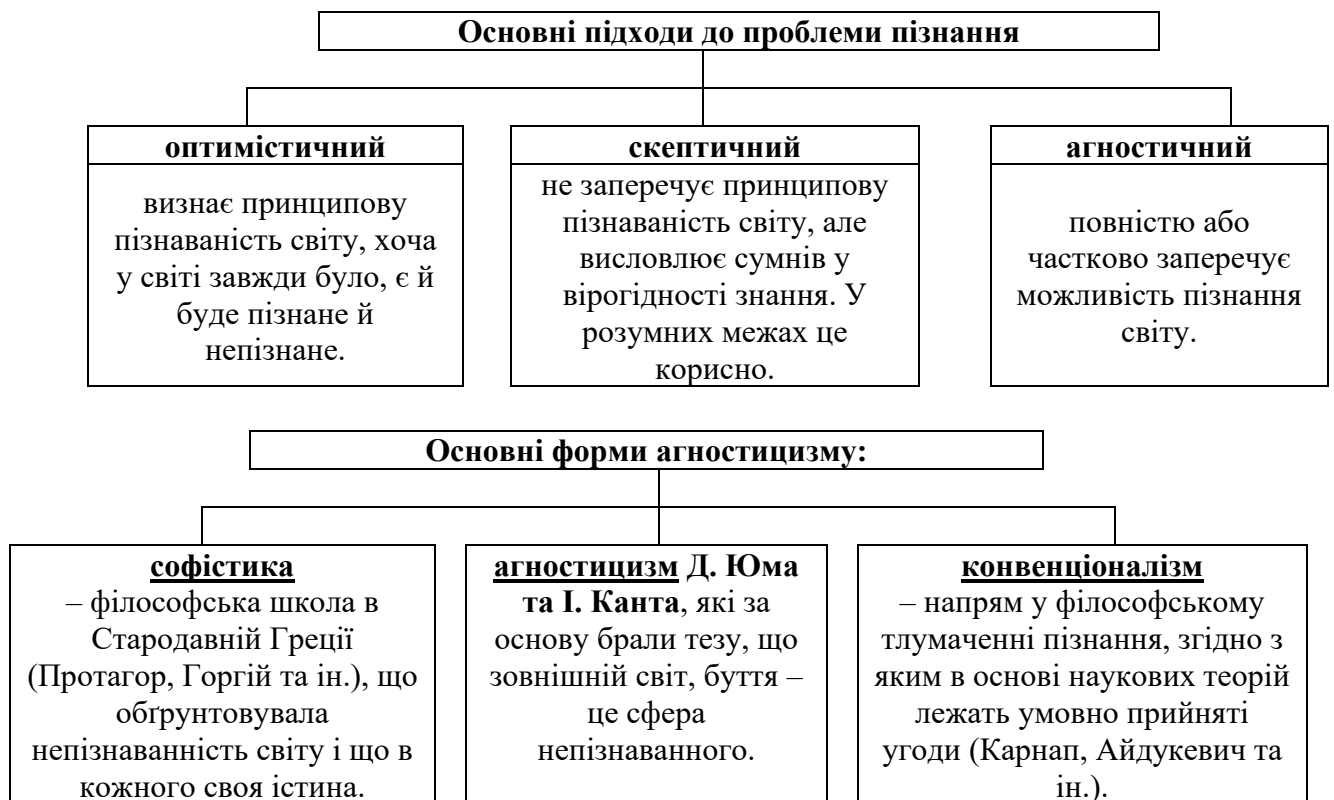 Основні підходи до проблеми пізнання
оптимістичний
визнає принципову
пізнаваність світу, хоча
у світі завжди було, є й
буде пізнане й
непізнане.
скептичний
не заперечує принципову
пізнаваність світу, але
висловлює сумнів у
вірогідності знання. У
розумних межах це
корисно.
агностичний
повністю або
частково заперечує
можливість пізнання
світу.
Основні форми агностицизму:
софістика
– філософська школа в
Стародавній Греції
(Протагор, Горгій та ін.), що
обґрунтовувала
непізнаванність світу і що в
кожного своя істина.
агностицизм Д. Юма
та І. Канта, які за
основу брали тезу, що
зовнішній світ, буття –
це сфера
непізнаванного.
конвенціоналізм
– напрям у філософському
тлумаченні пізнання, згідно з
яким в основі наукових теорій
лежать умовно прийняті
угоди (Карнап, Айдукевич та
ін.).